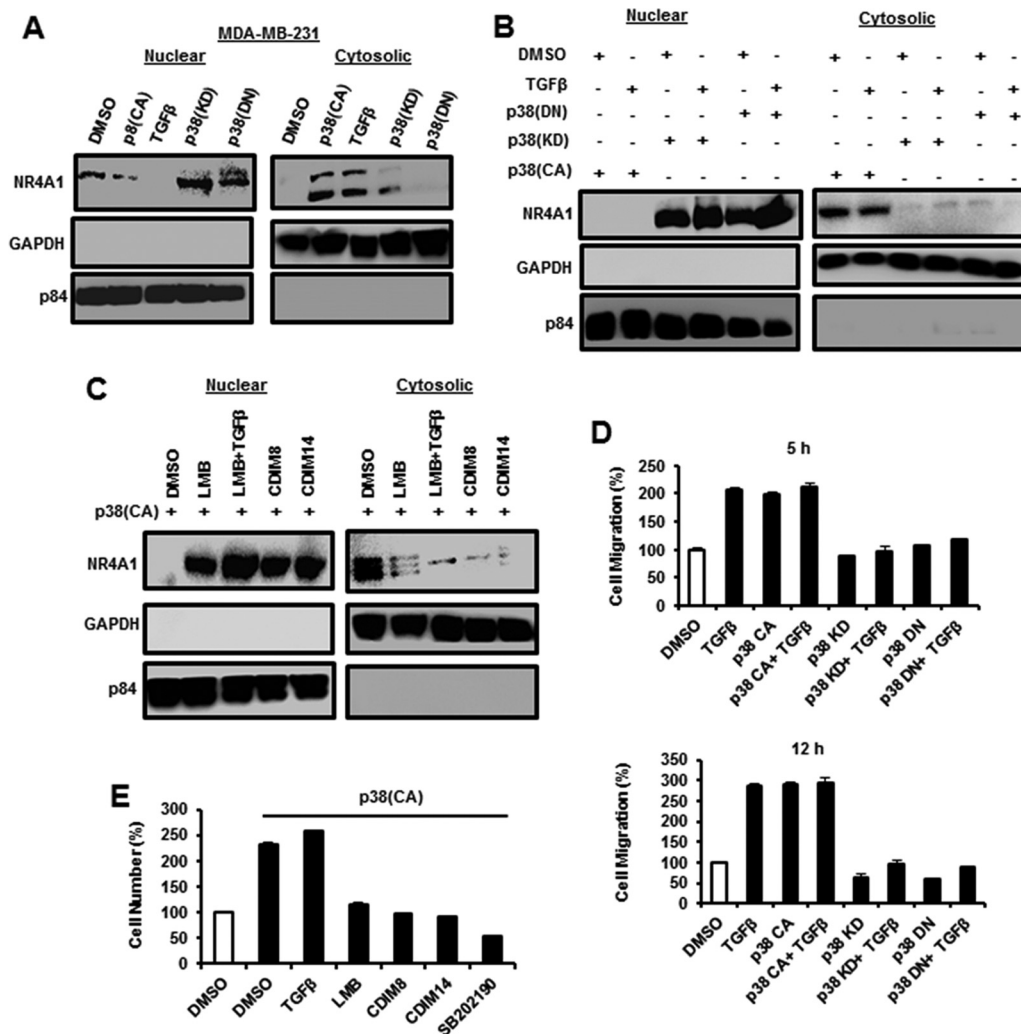 A
MDA-MB-231
Nuclear
Cytosolic
DMSO p8(CA) TGFβ p38(KD) p38(DN)
DMSO p38(CA) TGFβ p38(KD) p38(DN)
NR4A1
GAPDH
p84
B
Nuclear
Cytosolic
DMSO + - + - + - + - + - + -
TGFβ - + - + - + - + - + - +
p38(DN) - - - - + + - - - - + +
p38(KD) - - + + - - - - + + - -
p38(CA) + + - - - - + + - - - -
NR4A1
GAPDH
p84
C
Nuclear
Cytosolic
DMSO LMB LMB+TGFβ CDIM8 CDIM14
DMSO LMB LMB+TGFβ CDIM8 CDIM14
p38(CA) + + + + + + + + + +
NR4A1
GAPDH
p84
D
5 h
Cell Migration (%)
250
200
150
100
50
0
DMSO
TGFβ
p38 CA
p38 CA+ TGFβ
p38 KD
p38 KD+ TGFβ
p38 DN
p38 DN+ TGFβ
12 h
Cell Migration (%)
350
300
250
200
150
100
50
0
DMSO
TGFβ
p38 CA
p38 CA+ TGFβ
p38 KD
p38 KD+ TGFβ
p38 DN
p38 DN+ TGFβ
E
p38(CA)
Cell Number (%)
300
250
200
150
100
50
0
DMSO
DMSO
TGFβ
LMB
CDIM8
CDIM14
SB202190